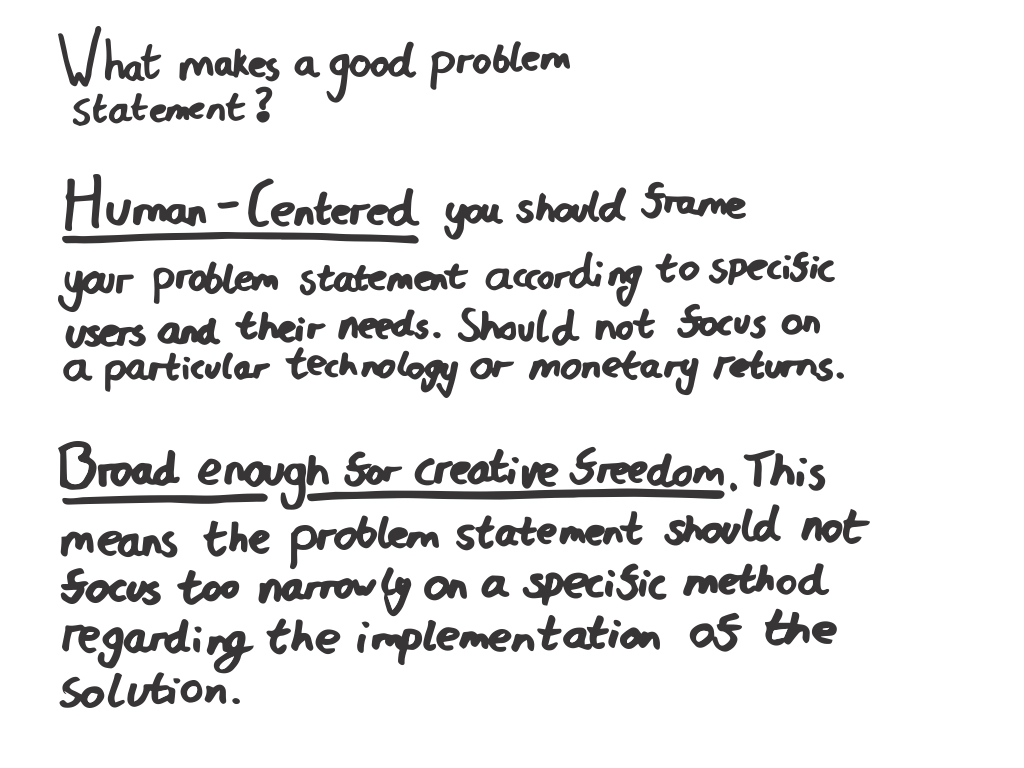 What makes a good problem
statement?
Human-Centered you should frame
your problem statement according to specific
users and their needs. Should not focus on
a particular technology or monetary returns.
Broad enough for creative freedom. This
means the problem statement should not
focus too narrowly on a specific method
regarding the implementation of the
solution.